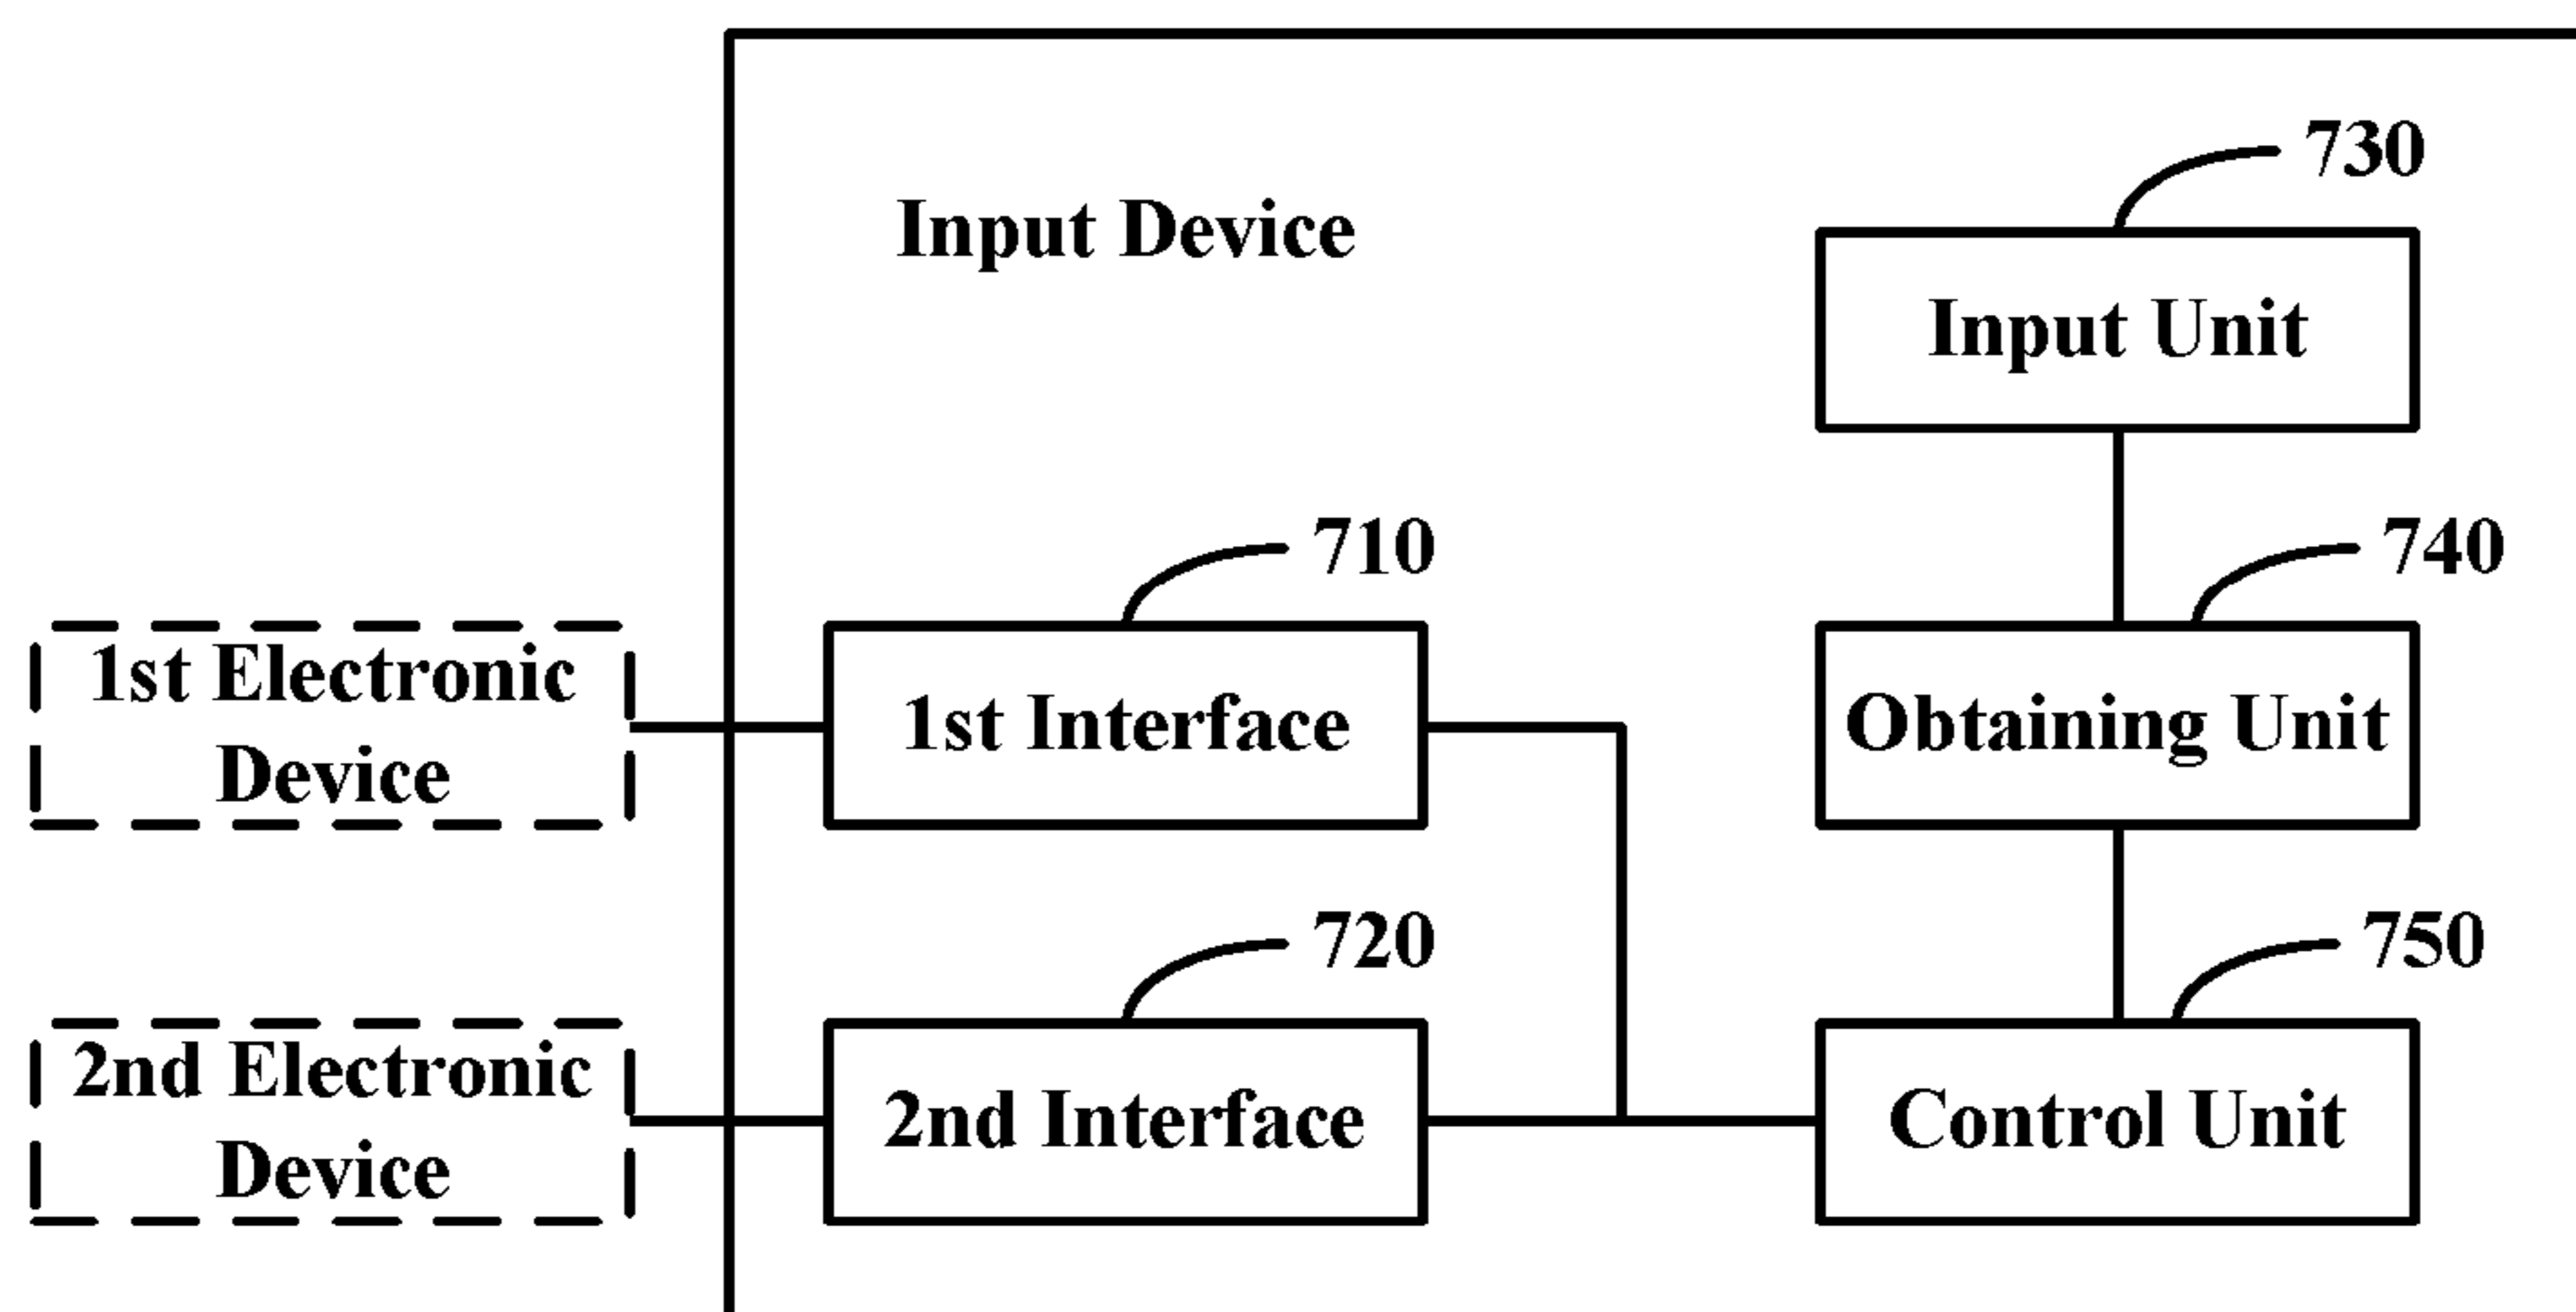 730
Input Device
Input Unit
710
740
1st Electronic
Device
1st Interface
Obtaining Unit
720
750
2nd Electronic
Device
2nd Interface
Control Unit